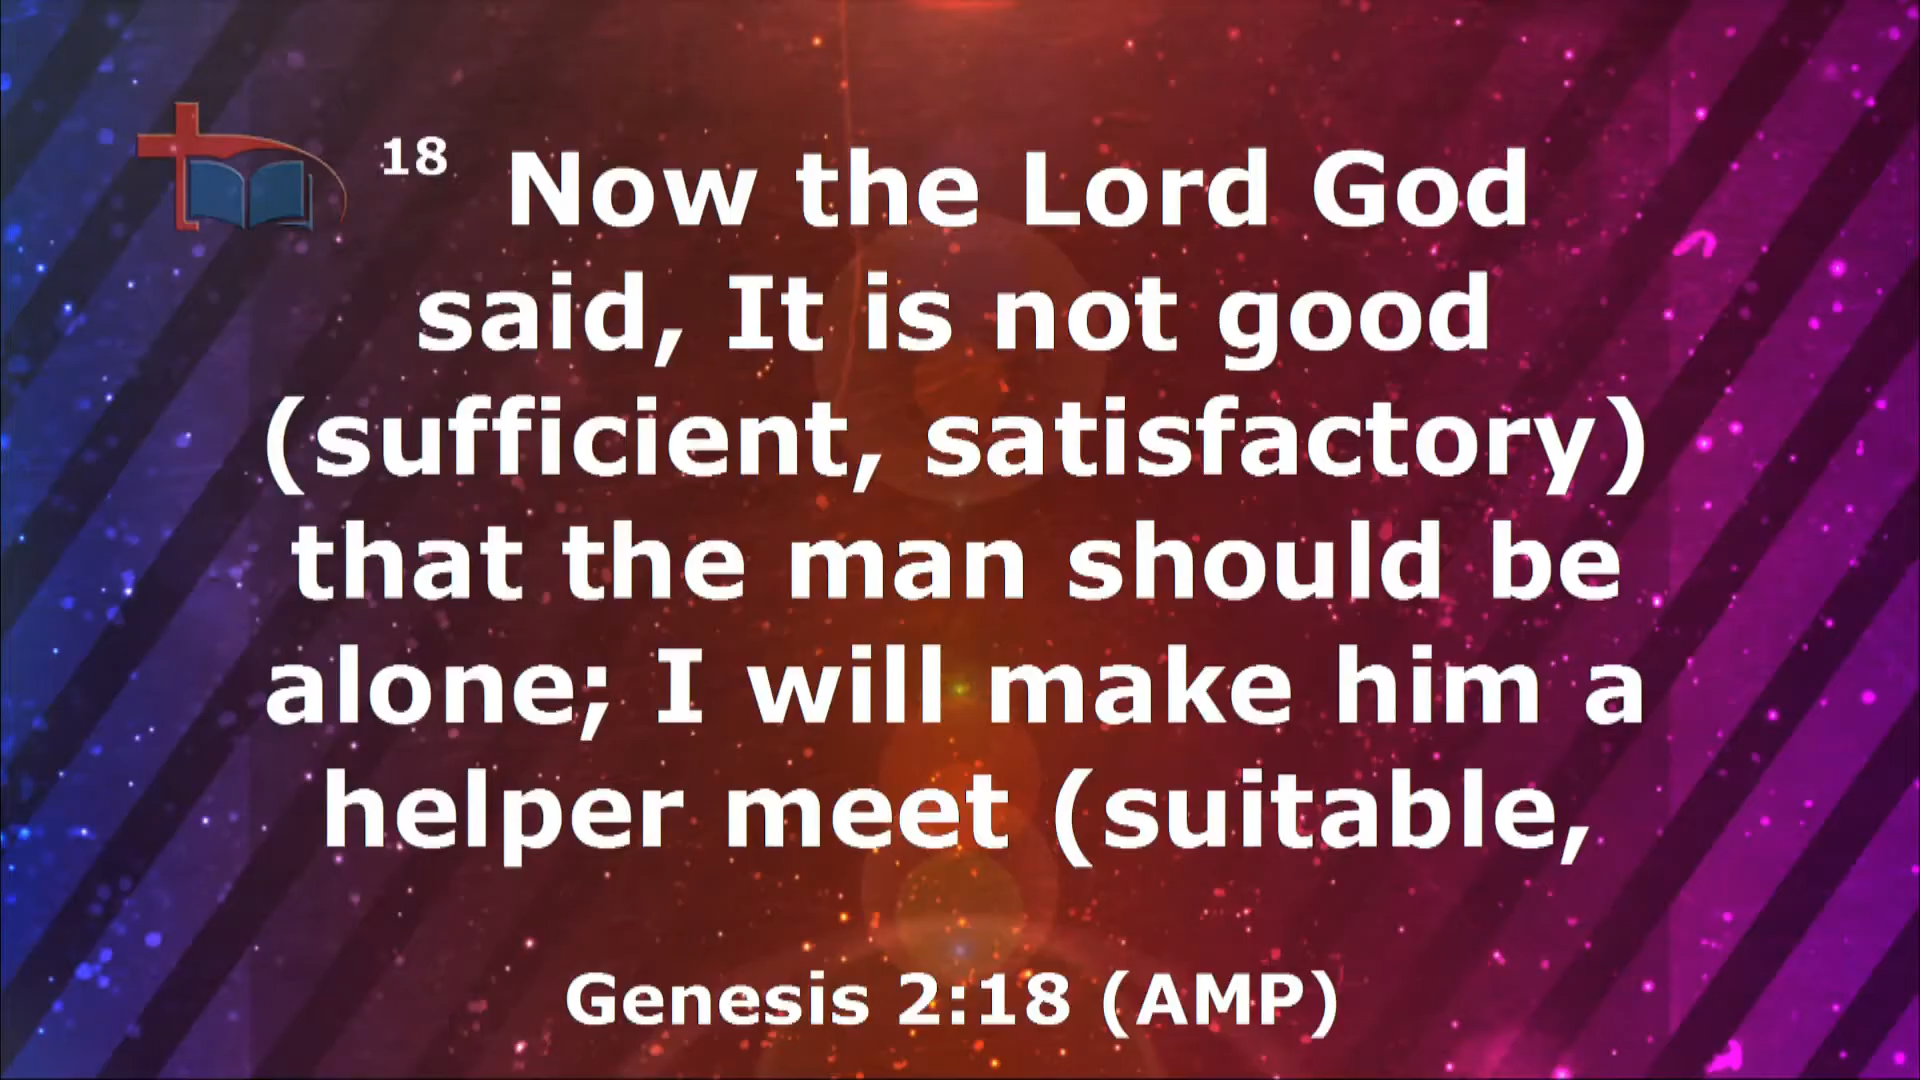 18 Now the Lord God
said, It is not good
(sufficient, satisfactory)
that the man should be
alone; I will make him a
helper meet (suitable,
Genesis 2:18 (AMP)